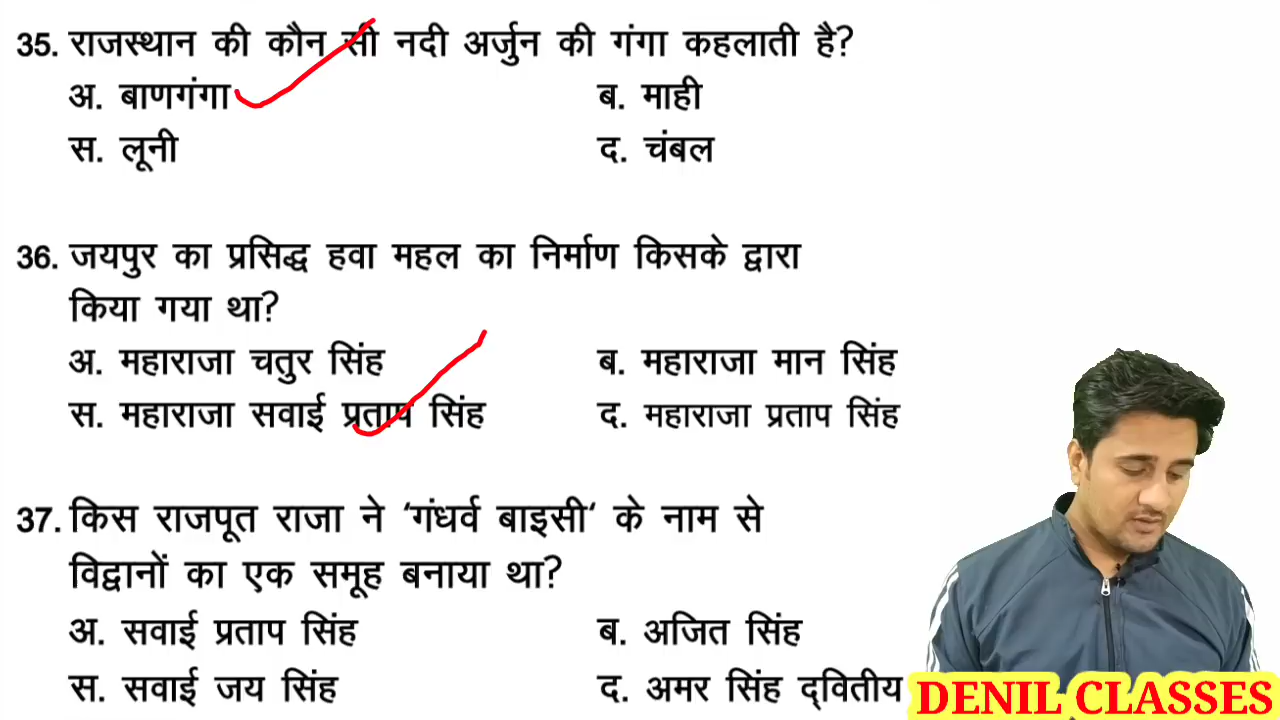 35. राजस्थान की कौन सी नदी अर्जुन की गंगा कहलाती है?
अ. बाणगंगा ब. माही
स. लूनी द. चंबल
36. जयपुर का प्रसिद्ध हवा महल का निर्माण किसके द्वारा
किया गया था?
अ. महाराजा चतुर सिंह ब. महाराजा मान सिंह
स. महाराजा सवाई प्रताप सिंह द. महाराजा प्रताप सिंह
37. किस राजपूत राजा ने ‘गंधर्व बाइसी‘ के नाम से
विद्वानों का एक समूह बनाया था?
अ. सवाई प्रताप सिंह ब. अजित सिंह
स. सवाई जय सिंह द. अमर सिंह द्‌वितीय
DENIL CLASSES